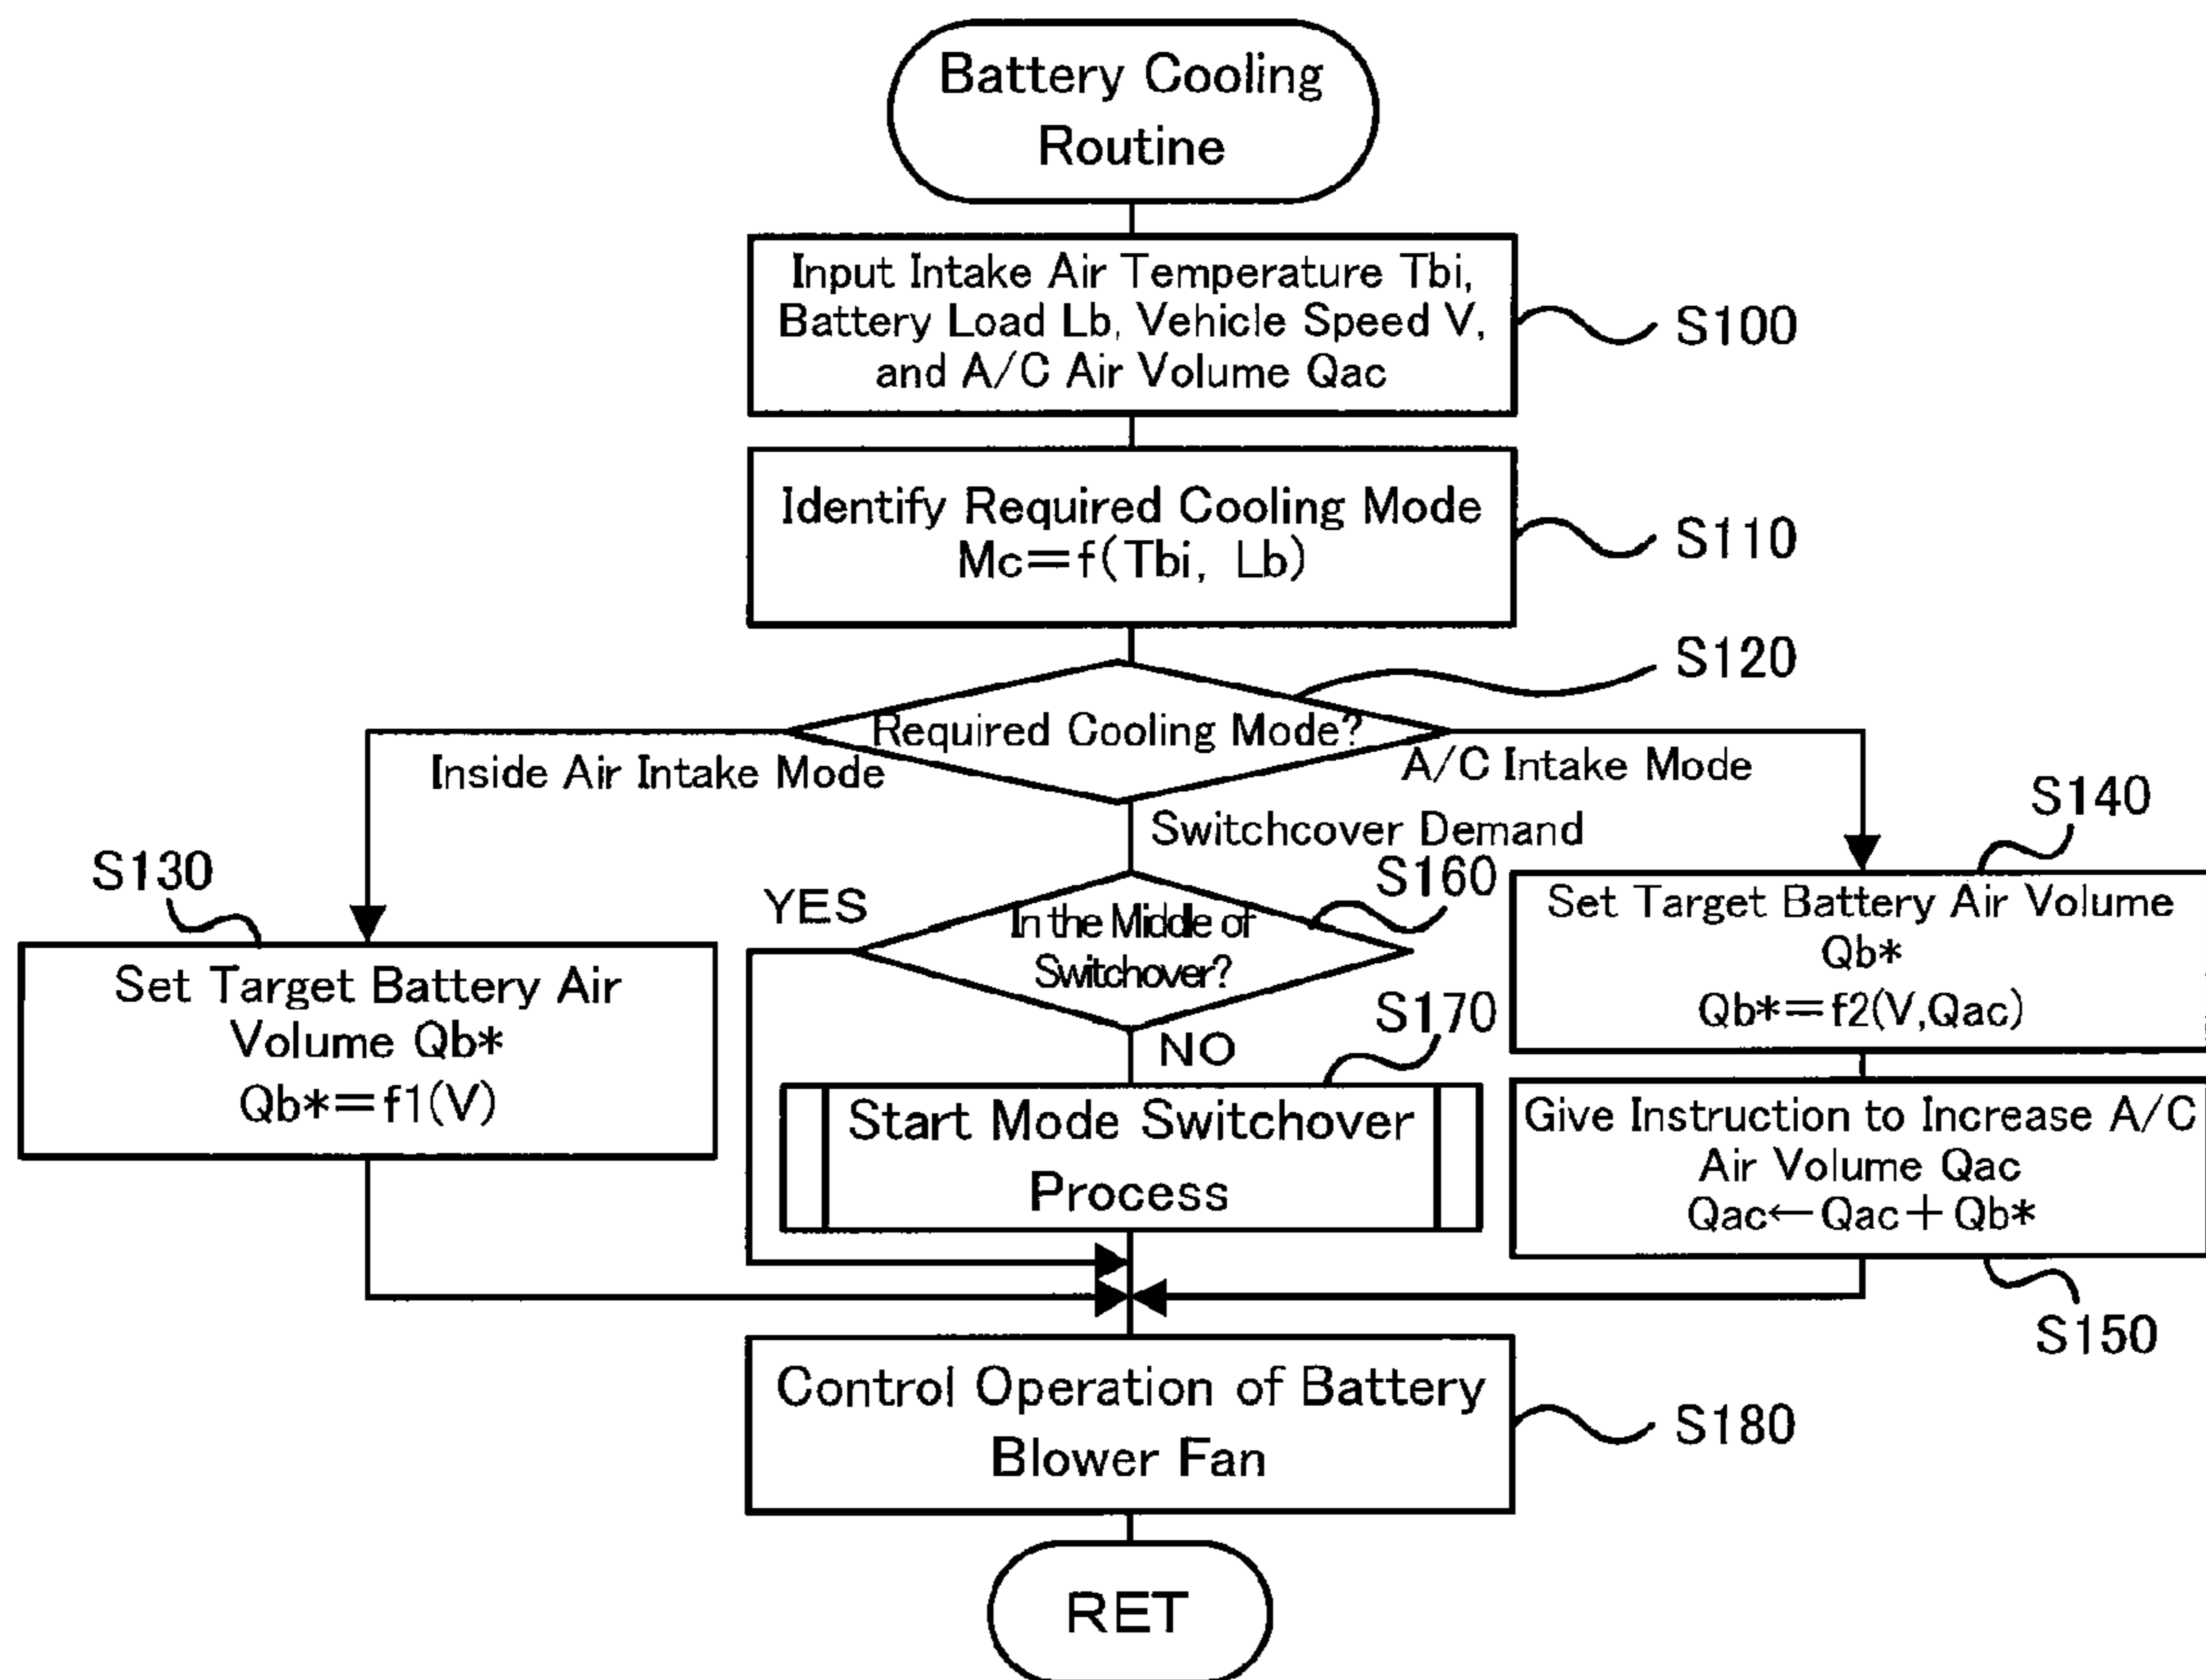 Battery Cooling
Routine
Input Intake Air Temperature Tbi,
Battery Load Lb, Vehicle Speed V,
and A/C Air Volume Qac
S100
Identify Required Cooling Mode
Mc=f(Tbi, Lb)
S110
S120
Required Cooling Mode?
Inside Air Intake Mode
A/C Intake Mode
Switchcover Demand
S130
Set Target Battery Air
Volume Qb*
Qb*=f1(V)
S160
YES
In the Middle of
Switchover?
NO
S170
Start Mode Switchover
Process
S140
Set Target Battery Air Volume
Qb*
Qb*=f2(V,Qac)
Give Instruction to Increase A/C
Air Volume Qac
Qac←Qac+Qb*
S150
Control Operation of Battery
Blower Fan
S180
RET